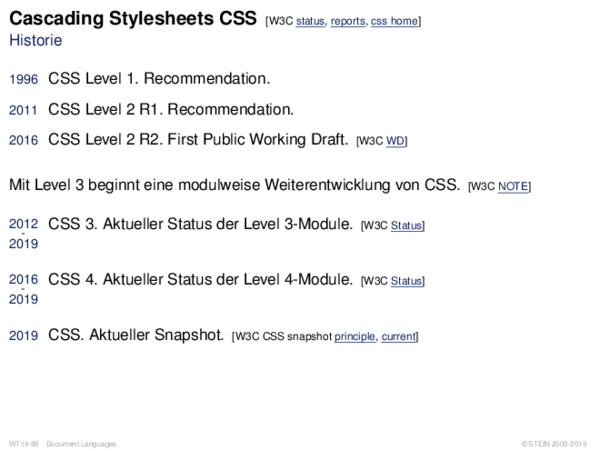 Cascading Stylesheets CSS [W3C status, reports, css home]
Historie
1996 CSS Level 1. Recommendation.
2011 CSS Level 2 R1. Recommendation.
2016 CSS Level 2 R2. First Public Working Draft. [W3C WD]
Mit Level 3 beginnt eine modulweise Weiterentwicklung von CSS. [W3C NOTE]
2012 CSS 3. Aktueller Status der Level 3-Module. [W3C Status]
-
2019
2016 CSS 4. Aktueller Status der Level 4-Module. [W3C Status]
-
2019
2019 CSS. Aktueller Snapshot. [W3C CSS snapshot principle, current]
WT:III-88 Document Languages © STEIN 2005-2019